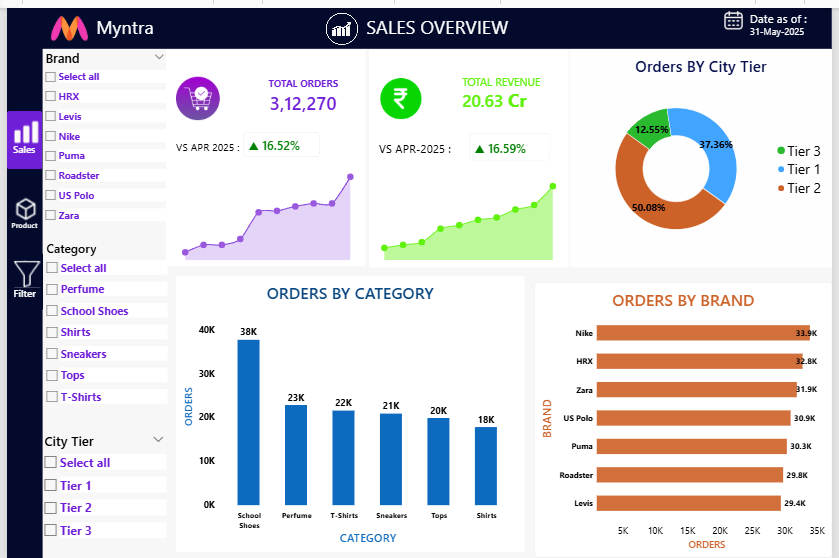 Myntra
SALES OVERVIEW
Date as of :
31-May-2025
Sales
Product
Filter
Brand
Select all
HRX
Levis
Nike
Puma
Roadster
US Polo
Zara
Category
Select all
Perfume
School Shoes
Shirts
Sneakers
Tops
T-Shirts
City Tier
Select all
Tier 1
Tier 2
Tier 3
TOTAL ORDERS
3,12,270
VS APR 2025 :
▲ 16.52%
TOTAL REVENUE
20.63 Cr
VS APR-2025 :
▲ 16.59%
Orders BY City Tier
12.55%
37.36%
50.08%
Tier 3
Tier 1
Tier 2
ORDERS BY CATEGORY
ORDERS
40K
30K
20K
10K
0K
38K
23K
22K
21K
20K
18K
School
Shoes
Perfume
T-Shirts
Sneakers
Tops
Shirts
CATEGORY
ORDERS BY BRAND
BRAND
Nike 33.9K
HRX 32.8K
Zara 31.9K
US Polo 30.9K
Puma 30.3K
Roadster 29.8K
Levis 29.4K
5K 10K 15K 20K 25K 30K 35K
ORDERS